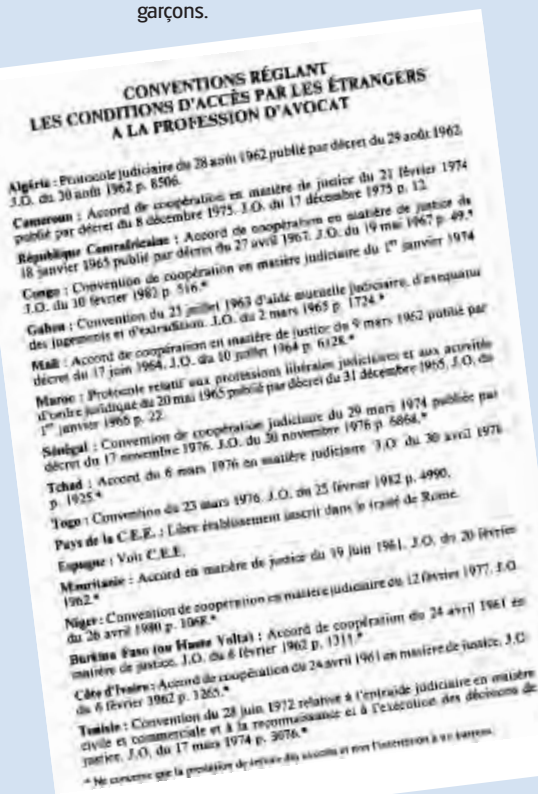 garçons.
CONVENTIONS RÉGLANT
LES CONDITIONS D'ACCÈS PAR LES ÉTRANGERS
A LA PROFESSION D'AVOCAT
Algérie : Protocole judiciaire du 28 août 1962 publié par décret du 29 août 1962.
J.O. du 30 août 1962 p. 8506.
Cameroun : Accord de coopération en matière de justice du 21 février 1974
publié par décret du 8 décembre 1975. J.O. du 17 décembre 1975 p. 12.
République Centrafricaine : Accord de coopération en matière de justice du
18 janvier 1965 publié par décret du 27 avril 1967. J.O. du 19 mai 1967 p. 49.*
Congo : Convention de coopération en matière judiciaire du 1er janvier 1974
J.O. du 10 février 1982 p. 516.*
Gabon : Convention du 23 juillet 1963 d'aide mutuelle judiciaire, d'exequatur
des jugements et d'extradition. J.O. du 2 mars 1965 p. 1724.*
Mali : Accord de coopération en matière de justice du 9 mars 1962 publié par
décret du 17 juin 1964. J.O. du 10 juillet 1964 p. 6128.*
Maroc : Protocole relatif aux professions libérales judiciaires et aux activités
d'ordre juridique du 20 mai 1965 publié par décret du 31 décembre 1965, J.O. du
1er janvier 1965 p. 22.
Sénégal : Convention de coopération judiciaire du 29 mars 1974 publiée par
décret du 17 novembre 1976. J.O. du 30 novembre 1976 p. 6868.*
Tchad : Accord du 6 mars 1976 en matière judiciaire J.O. du 30 avril
p. 1925.*
Togo : Convention du 23 mars 1976. J.O. du 25 février 1982 p. 4990.
Pays de la C.E.E. : Libre établissement inscrit dans le traité de Rome.
Espagne : Voir C.E.E.
Mauritanie : Accord en matière de justice du 19 juin 1961. J.O. du 20 février
1962.*
Niger : Convention de coopération en matière judiciaire du 12 février 1977. J.O.
du 26 avril 1980 p. 1068.*
Burkina Faso (ou Haute Volta) : Accord de coopération du 24 avril 1961 en
matière de justice. J.O. du 6 février 1962 p. 1311.*
Côte d'Ivoire : Accord de coopération du 24 avril 1961 en matière de justice. J.O.
du 6 février 1962 p. 1265.*
Tunisie : Convention du 28 juin 1972 relative à l'entraide judiciaire en matière
civile et commerciale et à la reconnaissance et à l'exécution des décisions de
justice. J.O. du 17 mars 1974 p. 3076.*
* Ne concerne que la prestation de service des avocats et non l'inscription à un barreau.